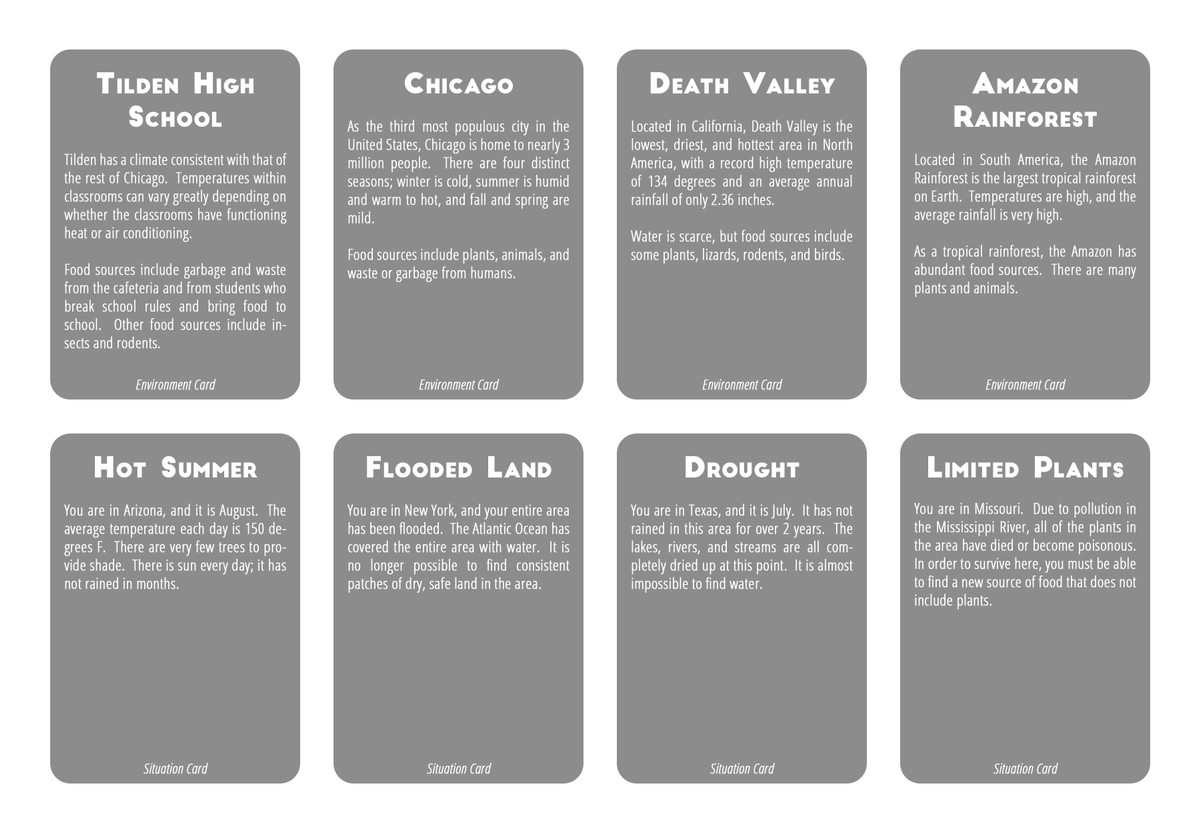 Tilden High
School
Tilden has a climate consistent with that of
the rest of Chicago. Temperatures within
classrooms can vary greatly depending on
whether the classrooms have functioning
heat or air conditioning.
Food sources include garbage and waste
from the cafeteria and from students who
break school rules and bring food to
school. Other food sources include in-
sects and rodents.
Environment Card
Chicago
As the third most populous city in the
United States, Chicago is home to nearly 3
million people. There are four distinct
seasons; winter is cold, summer is humid
and warm to hot, and fall and spring are
mild.
Food sources include plants, animals, and
waste or garbage from humans.
Environment Card
Death Valley
Located in California, Death Valley is the
lowest, driest, and hottest area in North
America, with a record high temperature
of 134 degrees and an average annual
rainfall of only 2.36 inches.
Water is scarce, but food sources include
some plants, lizards, rodents, and birds.
Environment Card
Amazon
Rainforest
Located in South America, the Amazon
Rainforest is the largest tropical rainforest
on Earth. Temperatures are high, and the
average rainfall is very high.
As a tropical rainforest, the Amazon has
abundant food sources. There are many
plants and animals.
Environment Card
Hot Summer
You are in Arizona, and it is August. The
average temperature each day is 150 de-
grees F. There are very few trees to pro-
vide shade. There is sun every day; it has
not rained in months.
Situation Card
Flooded Land
You are in New York, and your entire area
has been flooded. The Atlantic Ocean has
covered the entire area with water. It is
no longer possible to find consistent
patches of dry, safe land in the area.
Situation Card
Drought
You are in Texas, and it is July. It has not
rained in this area for over 2 years. The
lakes, rivers, and streams are all com-
pletely dried up at this point. It is almost
impossible to find water.
Situation Card
Limited Plants
You are in Missouri. Due to pollution in
the Mississippi River, all of the plants in
the area have died or become poisonous.
In order to survive here, you must be able
to find a new source of food that does not
include plants.
Situation Card